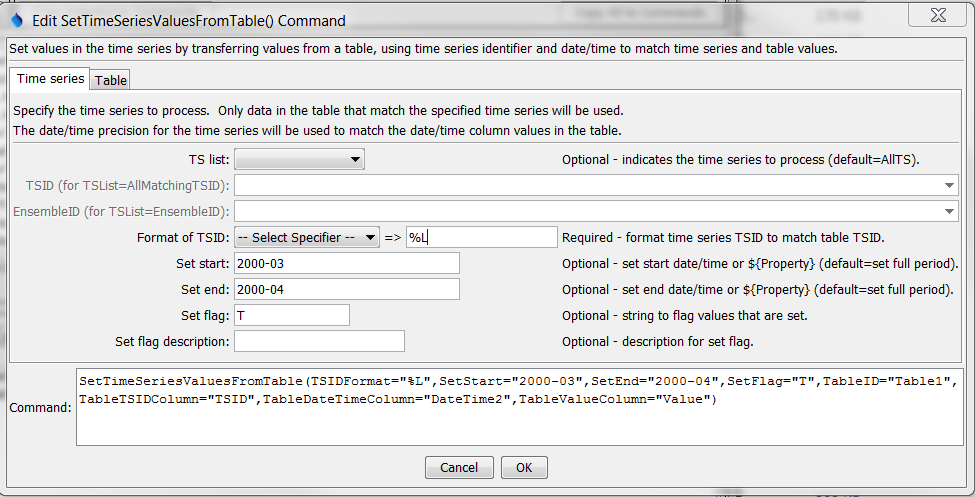 Edit SetTimeSeriesValuesFromTable() Command
Set values in the time series by transferring values from a table, using time series identifier and date/time to match time series and table values.
Time series Table
Specify the time series to process. Only data in the table that match the specified time series will be used.
The date/time precision for the time series will be used to match the date/time column values in the table.
TS list: Optional - indicates the time series to process (default=AllTS).
TSID (for TSList=AllMatchingTSID):
EnsembleID (for TSList=EnsembleID):
Format of TSID: -- Select Specifier -- => %L Required - format time series TSID to match table TSID.
Set start: 2000-03 Optional - set start date/time or ${Property} (default=set full period).
Set end: 2000-04 Optional - set end date/time or ${Property} (default=set full period).
Set flag: T Optional - string to flag values that are set.
Set flag description: Optional - description for set flag.
Command: SetTimeSeriesValuesFromTable(TSIDFormat="%L",SetStart="2000-03",SetEnd="2000-04",SetFlag="T",TableID="Table1",
TableTSIDColumn="TSID",TableDateTimeColumn="DateTime2",TableValueColumn="Value")
Cancel OK